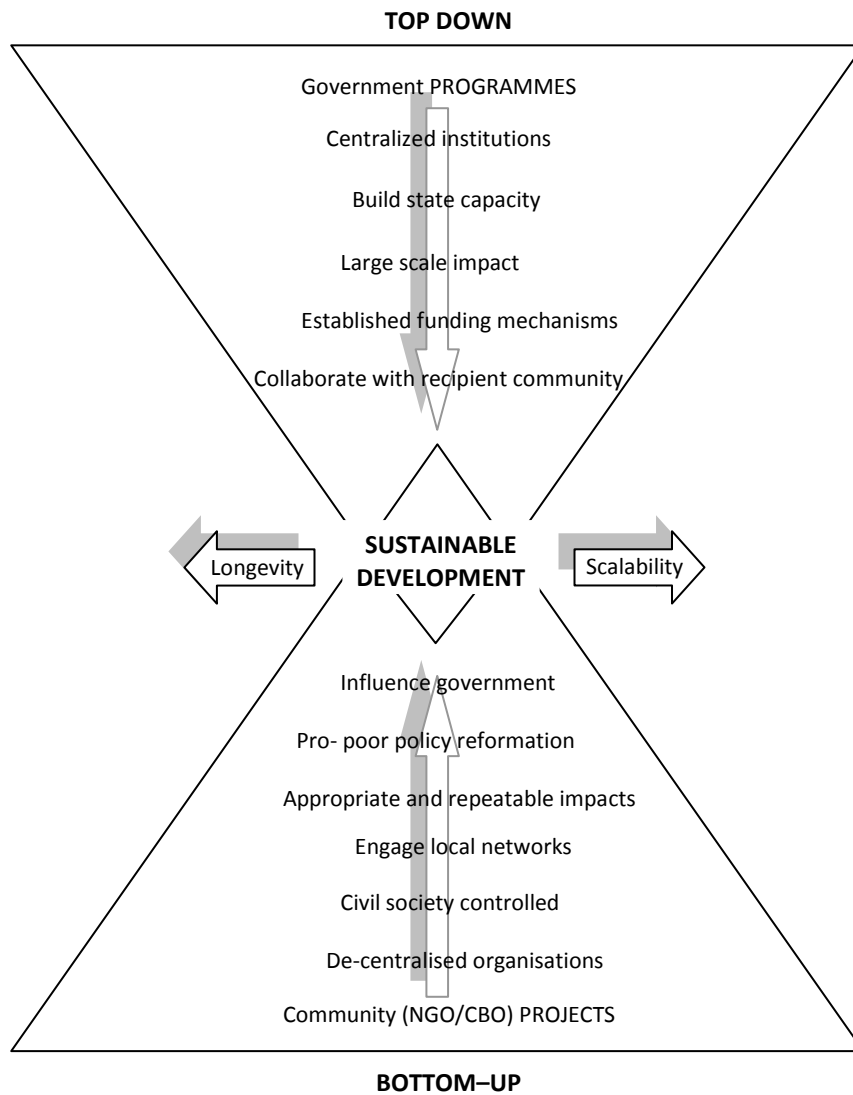 TOP DOWN
Government PROGRAMMES
Centralized institutions
Build state capacity
Large scale impact
Established funding mechanisms
Collaborate with recipient community
SUSTAINABLE
DEVELOPMENT
Longevity
Scalability
Influence government
Pro- poor policy reformation
Appropriate and repeatable impacts
Engage local networks
Civil society controlled
De-centralised organisations
Community (NGO/CBO) PROJECTS
BOTTOM–UP